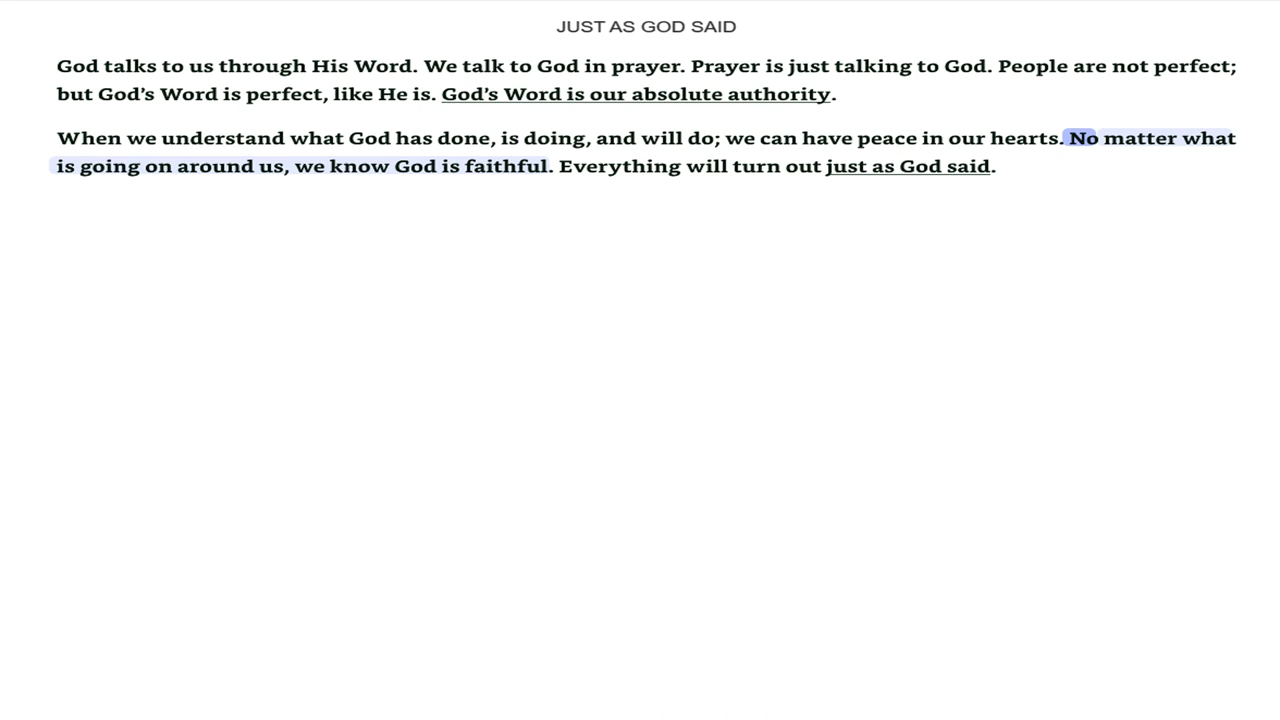 JUST AS GOD SAID
God talks to us through His Word. We talk to God in prayer. Prayer is just talking to God. People are not perfect;
but God’s Word is perfect, like He is. God’s Word is our absolute authority.
When we understand what God has done, is doing, and will do; we can have peace in our hearts. No matter what
is going on around us, we know God is faithful. Everything will turn out just as God said.